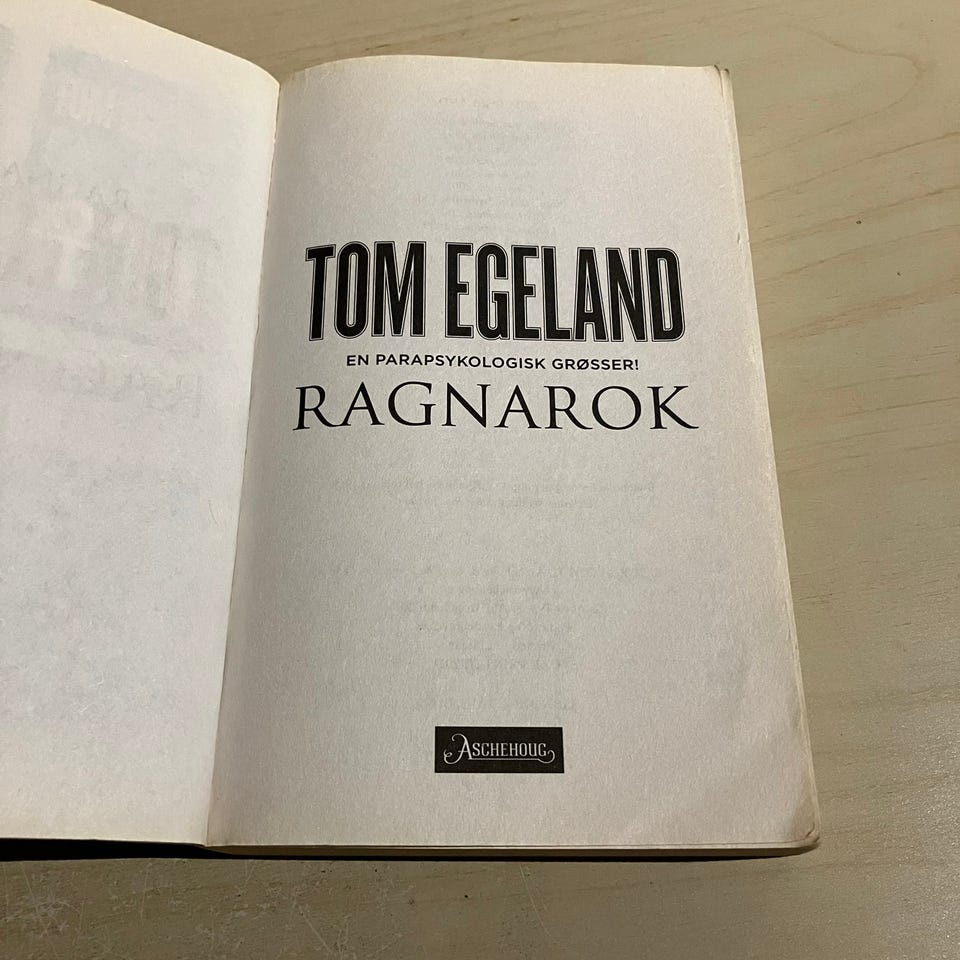 TOM EGELAND
EN PARAPSYKOLOGISK GRØSSER!
RAGNAROK
ASCHEHOUG